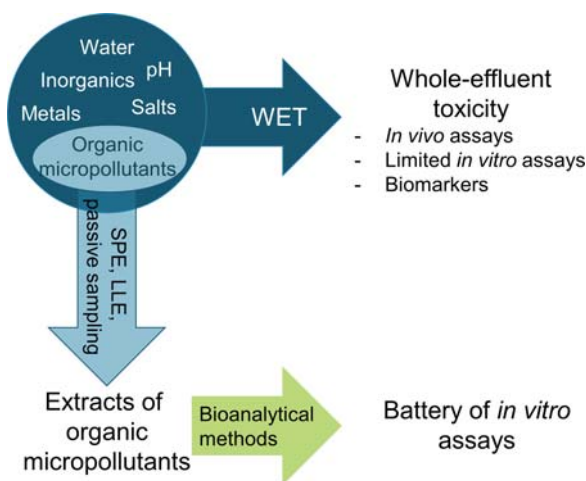 Water
Inorganics pH
Metals Salts
Organic
micropollutants
WET
Whole-effluent
toxicity
- In vivo assays
- Limited in vitro assays
- Biomarkers
SPE, LLE,
passive sampling
Extracts of
organic
micropollutants
Bioanalytical
methods
Battery of in vitro
assays